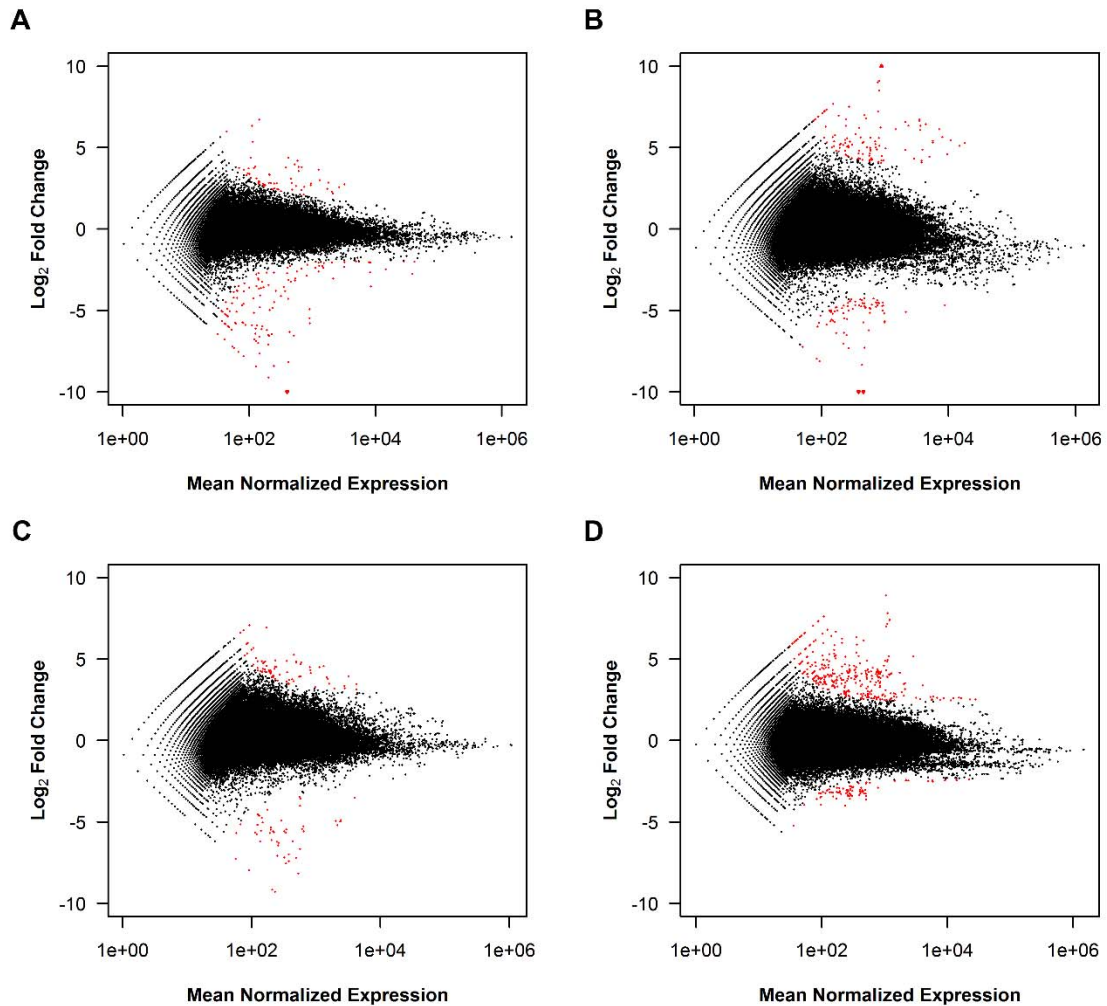 A
10
5
0
-5
-10
Log2 Fold Change
1e+00 1e+02 1e+04 1e+06
Mean Normalized Expression
B
10
5
0
-5
-10
Log2 Fold Change
1e+00 1e+02 1e+04 1e+06
Mean Normalized Expression
C
10
5
0
-5
-10
Log2 Fold Change
1e+00 1e+02 1e+04 1e+06
Mean Normalized Expression
D
10
5
0
-5
-10
Log2 Fold Change
1e+00 1e+02 1e+04 1e+06
Mean Normalized Expression